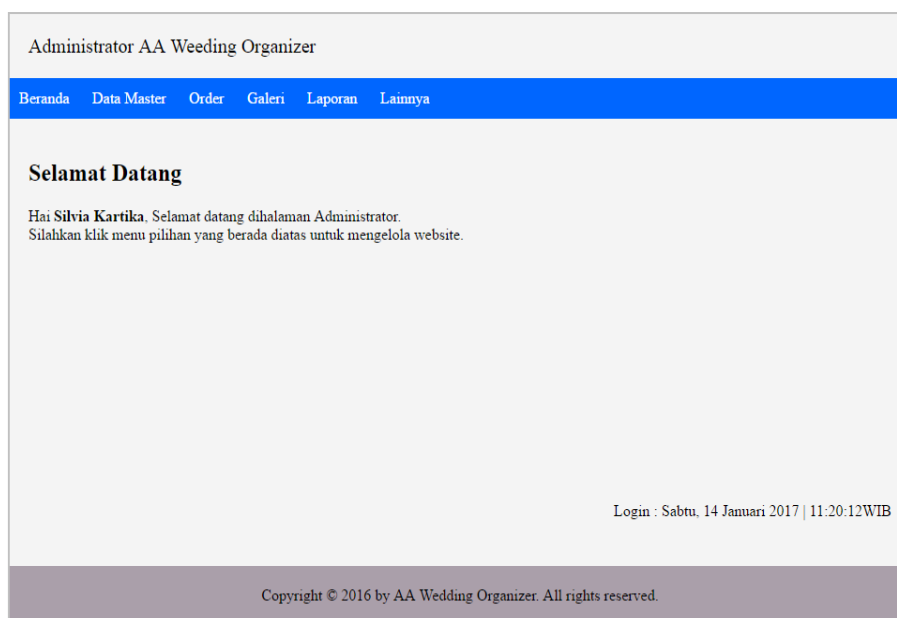 Administrator AA Weeding Organizer
Beranda Data Master Order Galeri Laporan Lainnya
Selamat Datang
Hai Silvia Kartika, Selamat datang dihalaman Administrator.
Silahkan klik menu pilihan yang berada diatas untuk mengelola website.
Login : Sabtu, 14 Januari 2017 | 11:20:12WIB
Copyright © 2016 by AA Wedding Organizer. All rights reserved.